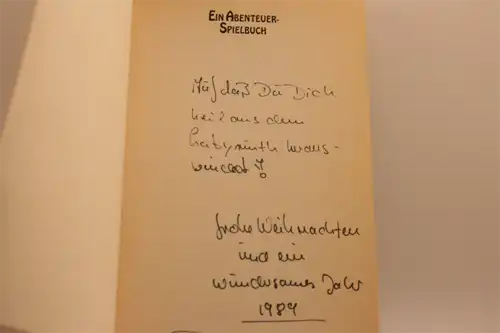 EIN ABENTEUER-
SPIELBUCH
Auf daß Du Dich
heil aus dem
Labyrinth heraus-
windest!
frohe Weihnachten
und ein
wundersames Jahr
1989